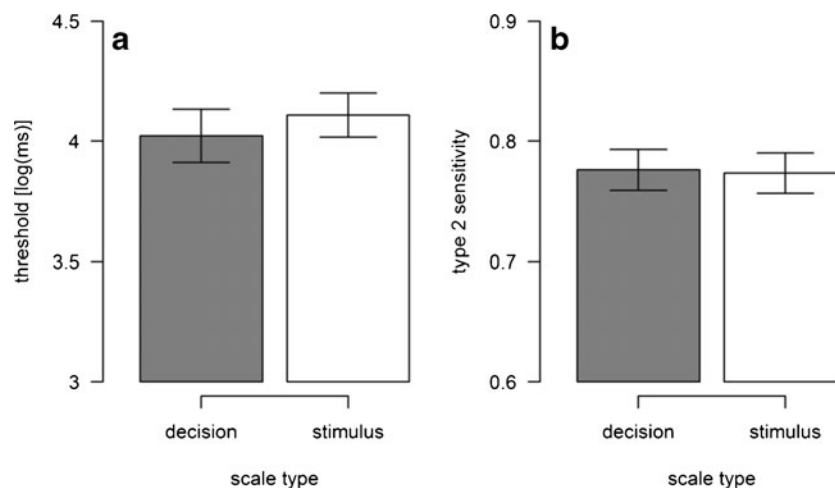 a
threshold [log(ms)]
4.5
4
3.5
3
decision
stimulus
scale type
b
type 2 sensitivity
0.9
0.8
0.7
0.6
decision
stimulus
scale type